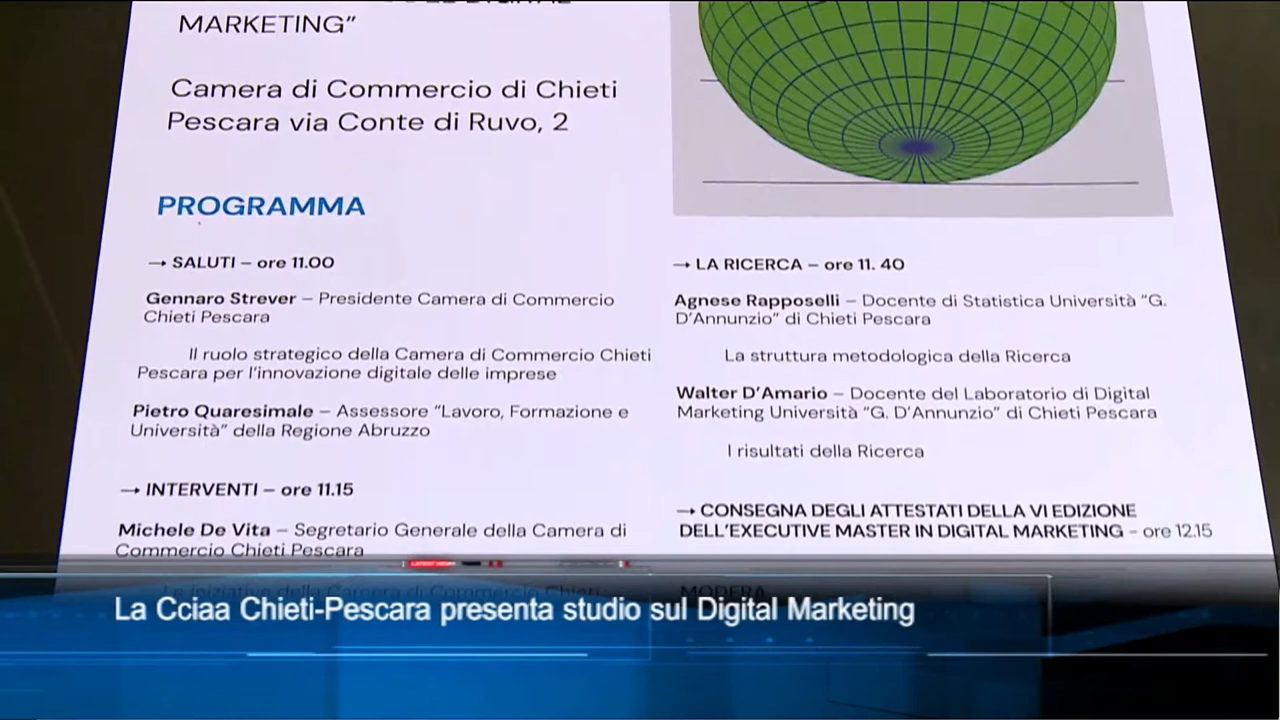 MARKETING”
Camera di Commercio di Chieti
Pescara via Conte di Ruvo, 2
PROGRAMMA
→ SALUTI – ore 11.00
Gennaro Strever – Presidente Camera di Commercio
Chieti Pescara
Il ruolo strategico della Camera di Commercio Chieti
Pescara per l’innovazione digitale delle imprese
Pietro Quaresimale – Assessore “Lavoro, Formazione e
Università” della Regione Abruzzo
→ INTERVENTI – ore 11.15
Michele De Vita – Segretario Generale della Camera di
Commercio Chieti Pescara
→ LA RICERCA – ore 11. 40
Agnese Rapposelli – Docente di Statistica Università “G.
D’Annunzio” di Chieti Pescara
La struttura metodologica della Ricerca
Walter D’Amario – Docente del Laboratorio di Digital
Marketing Università “G. D’Annunzio” di Chieti Pescara
I risultati della Ricerca
→ CONSEGNA DEGLI ATTESTATI DELLA VI EDIZIONE
DELL’EXECUTIVE MASTER IN DIGITAL MARKETING – ore 12.15
MODERA
LATEST NEWS
La Cciaa Chieti-Pescara presenta studio sul Digital Marketing